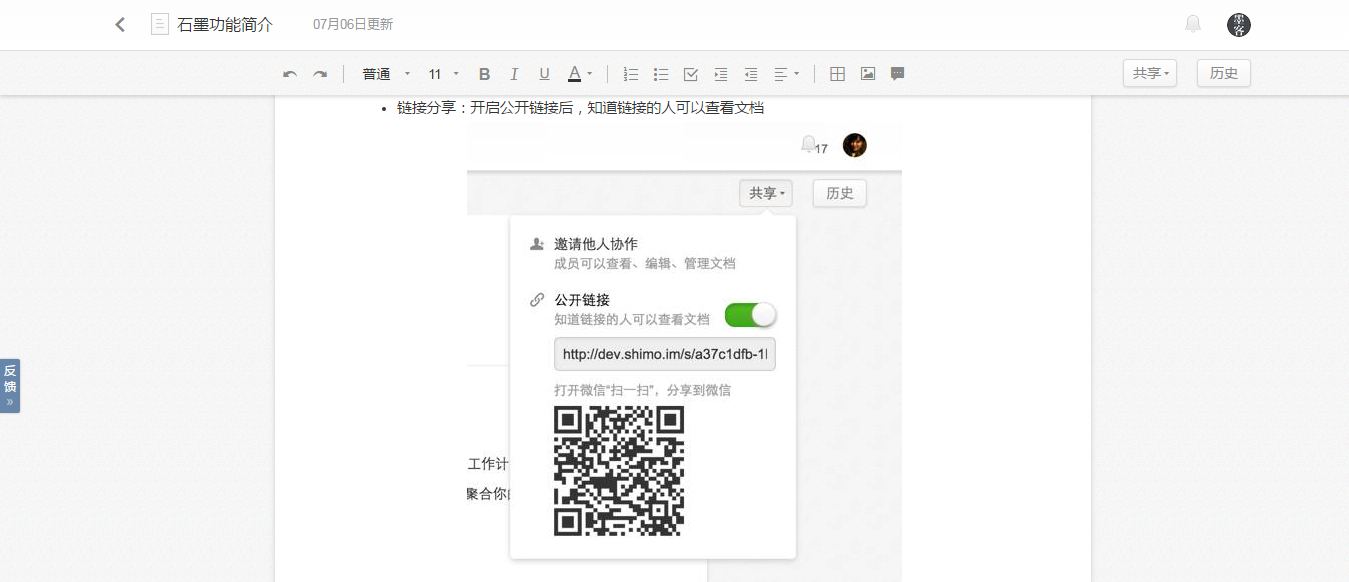 石墨功能简介 07月06日更新
墨客
普通 11 B I U A 共享 历史
链接分享：开启公开链接后，知道链接的人可以查看文档
17
共享 历史
邀请他人协作
成员可以查看、编辑、管理文档
公开链接
知道链接的人可以查看文档
http://dev.shimo.im/s/a37c1dfb-1
打开微信“扫一扫”，分享到微信
工作计
聚合你
反馈
»